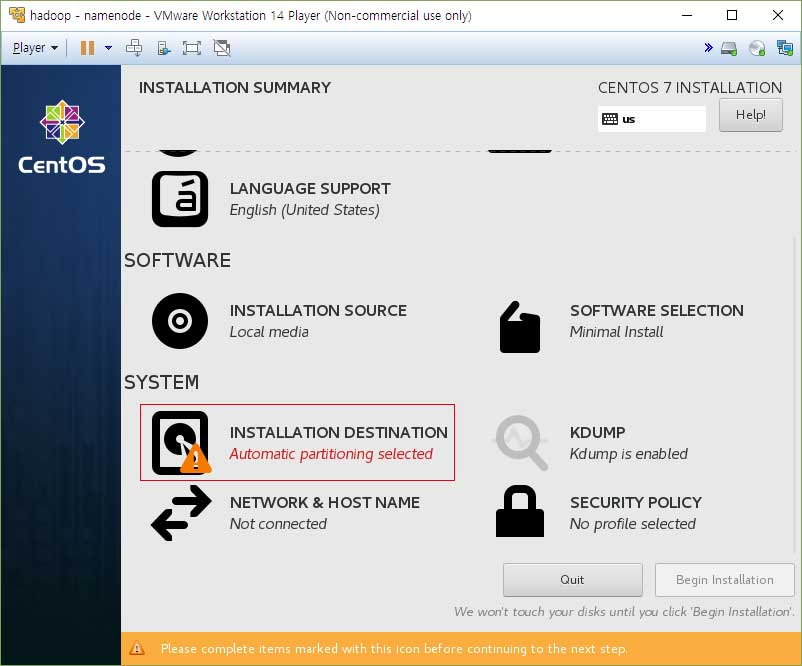 hadoop - namenode - VMware Workstation 14 Player (Non-commercial use only)
Player
INSTALLATION SUMMARY
CENTOS 7 INSTALLATION
us
Help!
CentOS
á
LANGUAGE SUPPORT
English (United States)
SOFTWARE
INSTALLATION SOURCE
Local media
SOFTWARE SELECTION
Minimal Install
SYSTEM
INSTALLATION DESTINATION
Automatic partitioning selected
KDUMP
Kdump is enabled
NETWORK & HOST NAME
Not connected
SECURITY POLICY
No profile selected
Quit
Begin Installation
We won't touch your disks until you click 'Begin Installation'.
Please complete items marked with this icon before continuing to the next step.